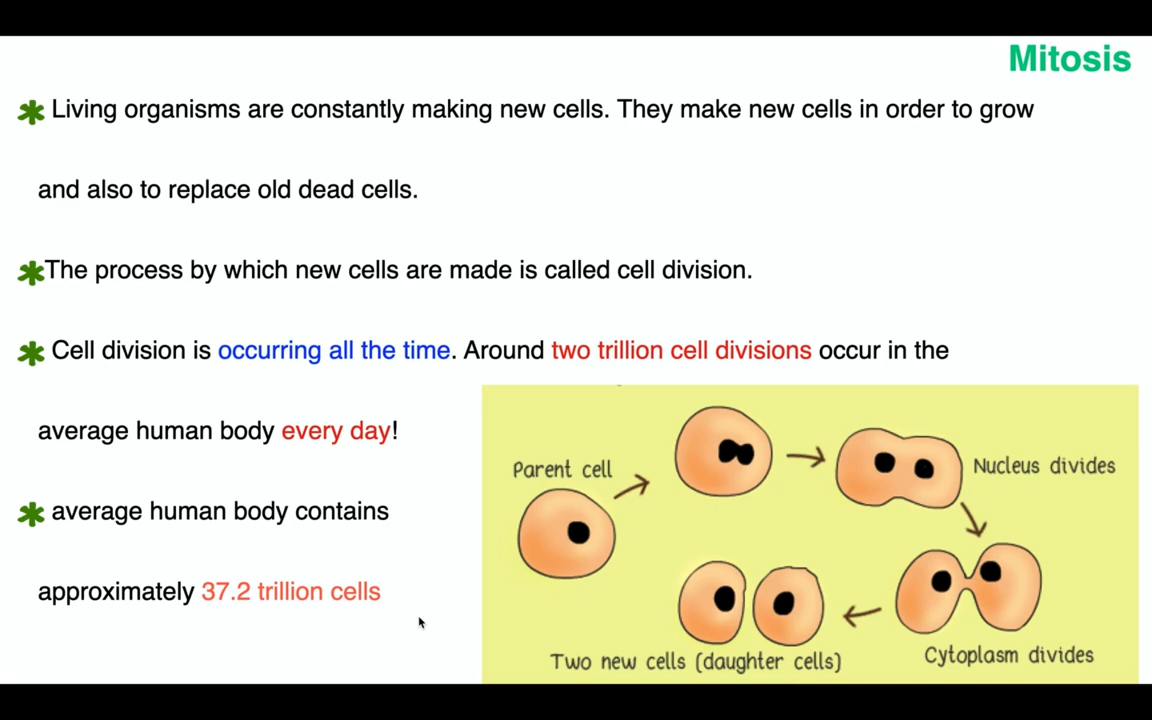 Mitosis
Living organisms are constantly making new cells. They make new cells in order to grow
and also to replace old dead cells.
The process by which new cells are made is called cell division.
Cell division is occurring all the time. Around two trillion cell divisions occur in the
average human body every day!
average human body contains
approximately 37.2 trillion cells
Parent cell
Nucleus divides
Cytoplasm divides
Two new cells (daughter cells)